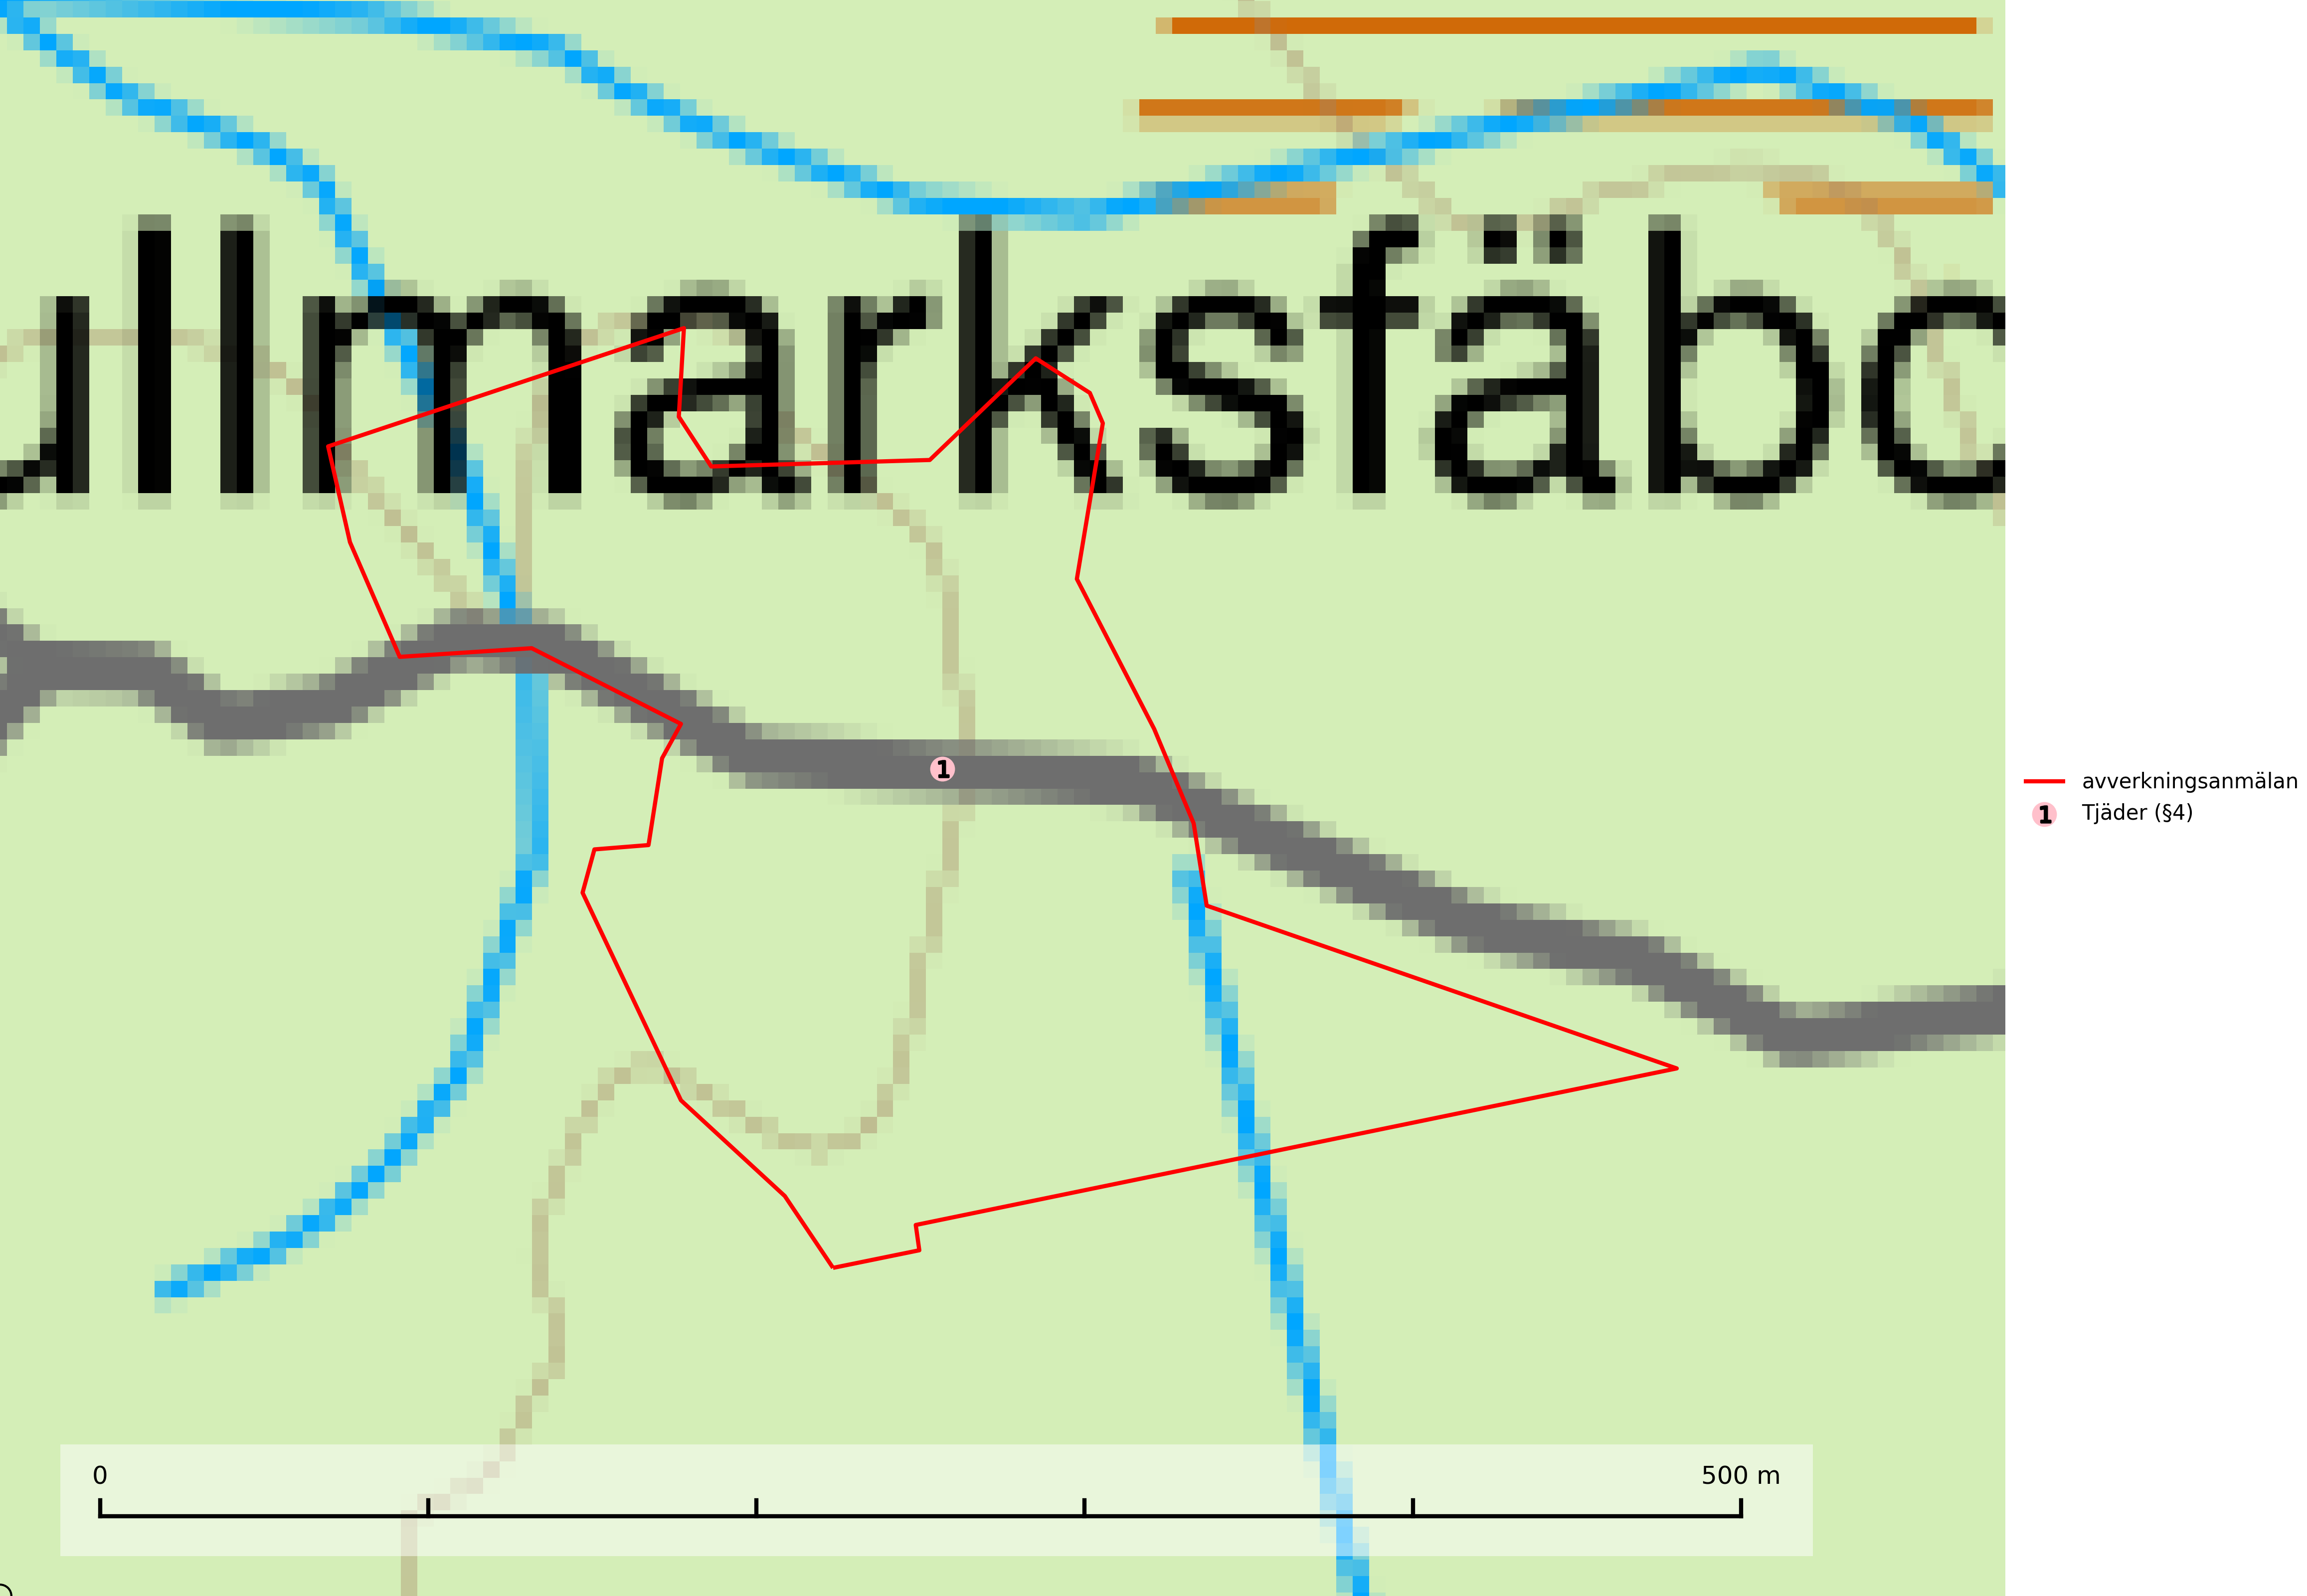 ullmarksfäbo
1
avverkningsanmälan
1 Tjäder (§4)
0 500 m